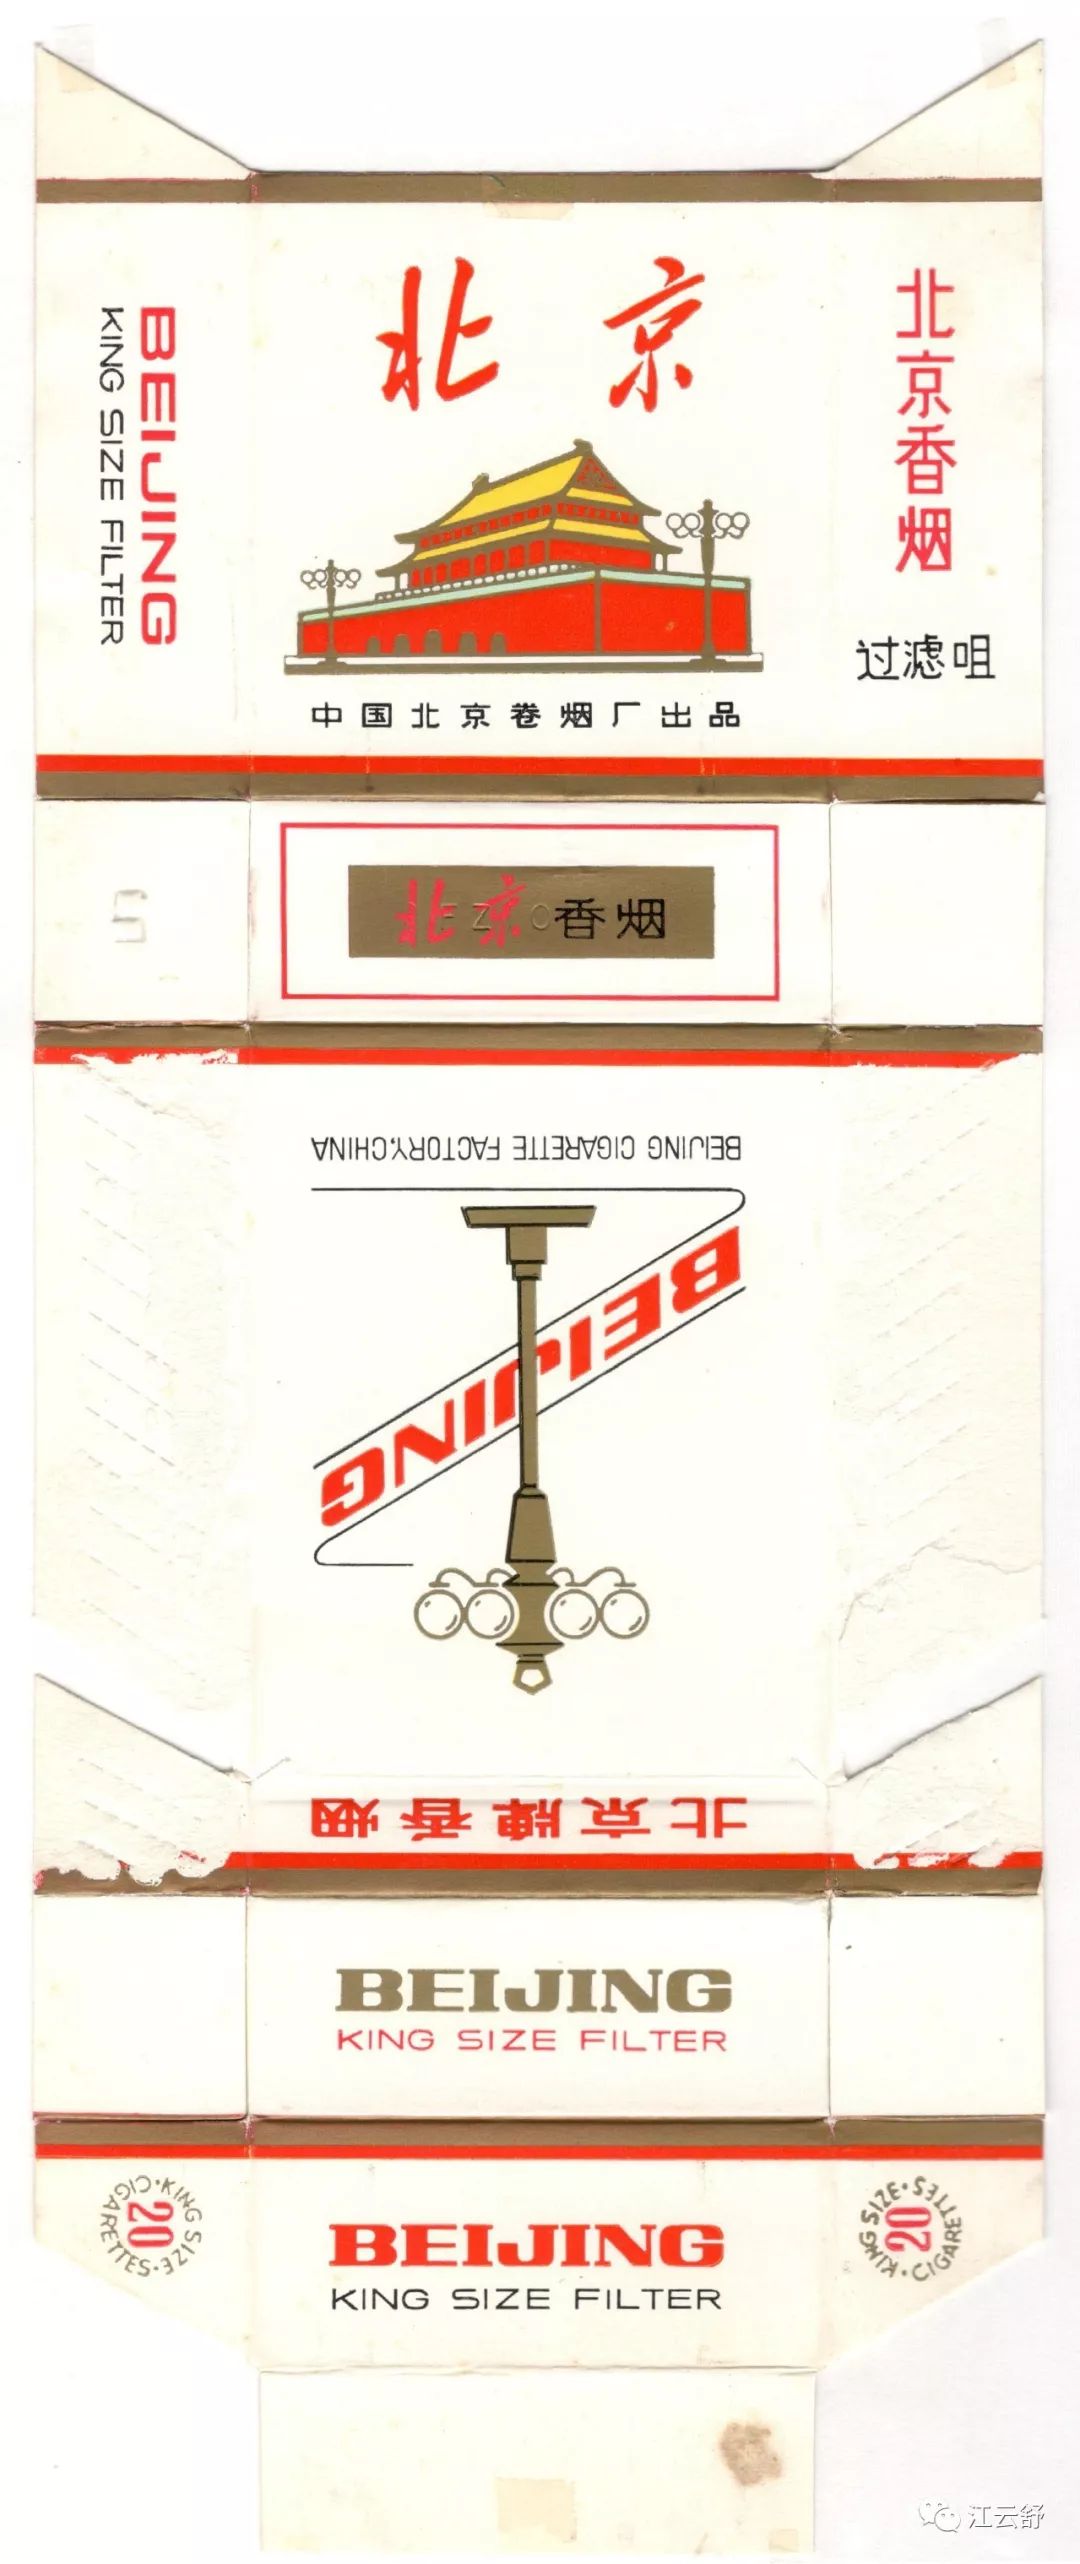 北京
BEIJING
KING SIZE FILTER
北京香烟
过滤咀
中国北京卷烟厂出品
5
北京香烟
BEIJING CIGARETTE FACTORY.CHINA
BEIJING
北京牌香烟
BEIJING
KING SIZE FILTER
KING SIZE·CIGARETTES·
20
BEIJING
KING SIZE FILTER
KING SIZE·CIGARETTES·
20
江云舒